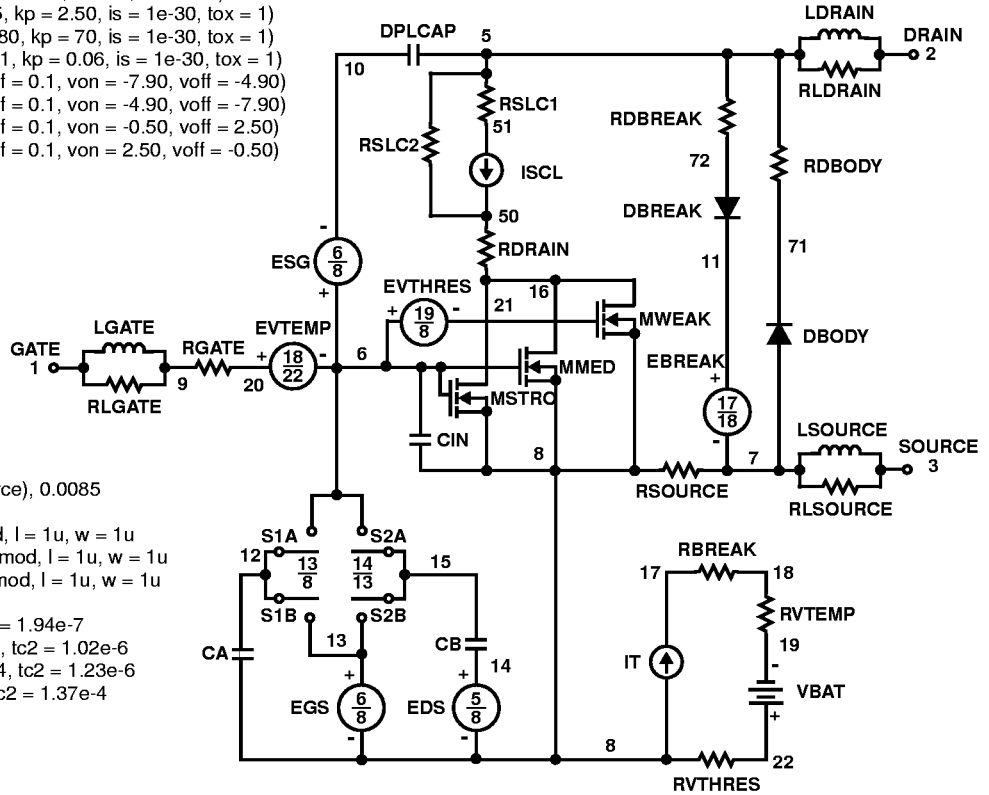 , kp = 2.50, is = 1e-30, tox = 1)
80, kp = 70, is = 1e-30, tox = 1)
1, kp = 0.06, is = 1e-30, tox = 1)
f = 0.1, von = -7.90, voff = -4.90)
f = 0.1, von = -4.90, voff = -7.90)
f = 0.1, von = -0.50, voff = 2.50)
f = 0.1, von = 2.50, voff = -0.50)
DPLCAP
5
10
LDRAIN
DRAIN
2
RLDRAIN
RSLC1
51
RSLC2
ISCL
50
RDRAIN
RDBREAK
72
DBREAK
11
RDBODY
71
DBODY
ESG
6
8
-
+
EVTHRES
+
19
8
-
21
16
MWEAK
MMED
MSTRO
EBREAK
+
17
18
-
GATE
1
LGATE
RLGATE
9
RGATE
20
EVTEMP
+
18
22
-
6
CIN
8
RSOURCE
7
LSOURCE
SOURCE
3
RLSOURCE
rce), 0.0085
d, l = 1u, w = 1u
mod, l = 1u, w = 1u
mod, l = 1u, w = 1u
= 1.94e-7
, tc2 = 1.02e-6
4, tc2 = 1.23e-6
c2 = 1.37e-4
S1A
S2A
12
13
8
14
13
15
S1B
S2B
13
CA
CB
14
+
EGS
6
8
-
+
EDS
5
8
-
8
RBREAK
17
18
RVTEMP
19
IT
-
VBAT
+
22
RVTHRES